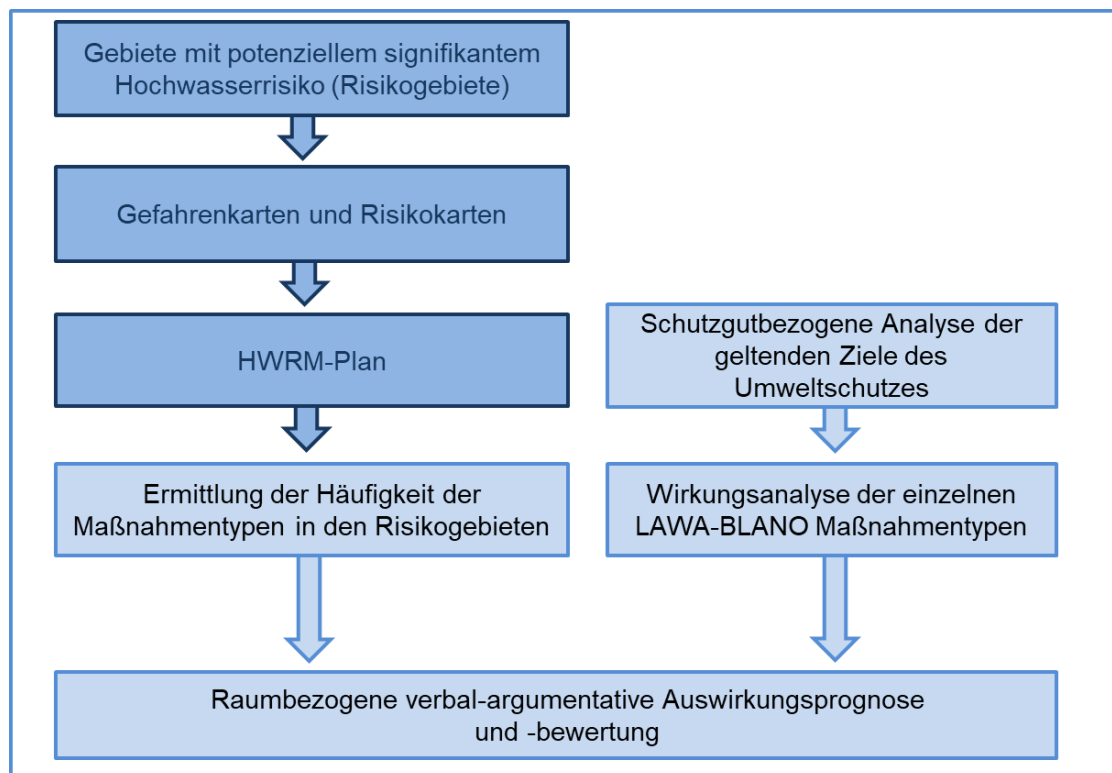 Gebiete mit potenziellem signifikantem
Hochwasserrisiko (Risikogebiete)
Gefahrenkarten und Risikokarten
HWRM-Plan
Schutzgutbezogene Analyse der
geltenden Ziele des
Umweltschutzes
Ermittlung der Häufigkeit der
Maßnahmentypen in den Risikogebieten
Wirkungsanalyse der einzelnen
LAWA-BLANO Maßnahmentypen
Raumbezogene verbal-argumentative Auswirkungsprognose
und -bewertung